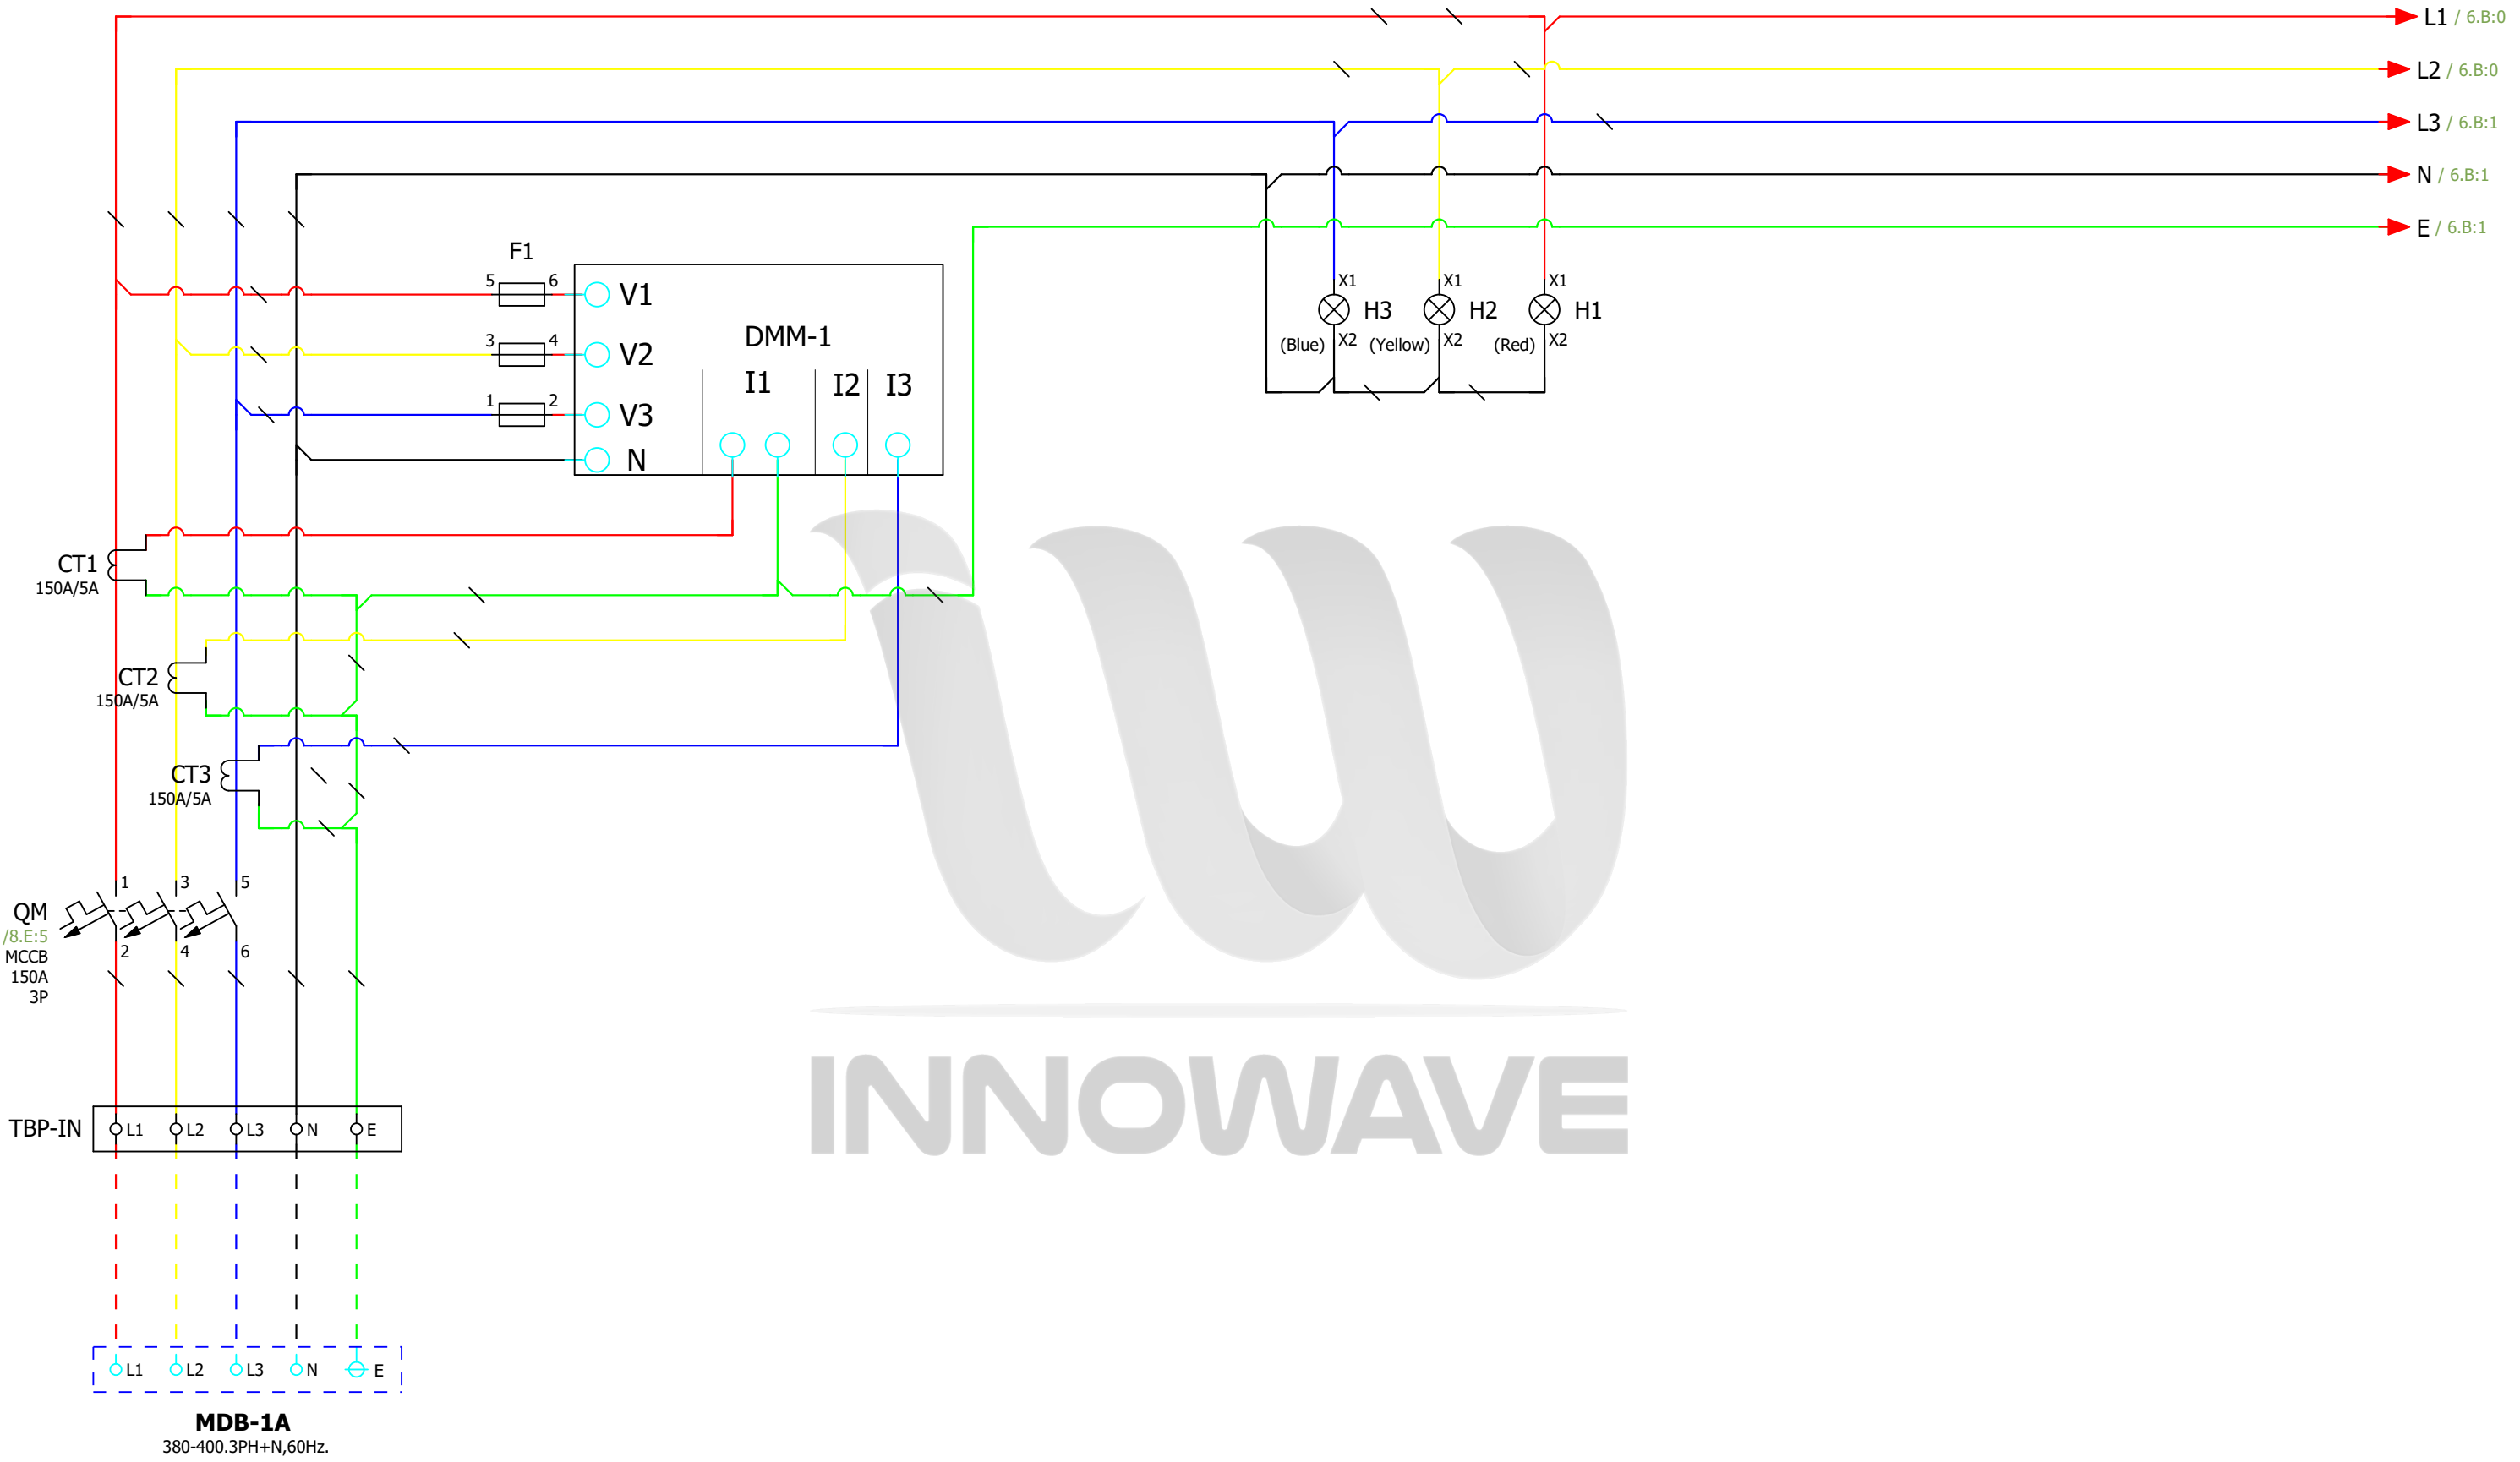 L1 / 6.B:0
L2 / 6.B:0
L3 / 6.B:1
N / 6.B:1
E / 6.B:1
F1
5 6 V1
3 4 V2
1 2 V3
N
DMM-1
I1 I2 I3
X1 X1 X1
H3 H2 H1
(Blue) X2 (Yellow) X2 (Red) X2
CT1
150A/5A
CT2
150A/5A
CT3
150A/5A
1 3 5
QM
/8.E:5
MCCB
150A
3P
2 4 6
TBP-IN L1 L2 L3 N E
L1 L2 L3 N E
MDB-1A
380-400.3PH+N,60Hz.
INNOWAVE